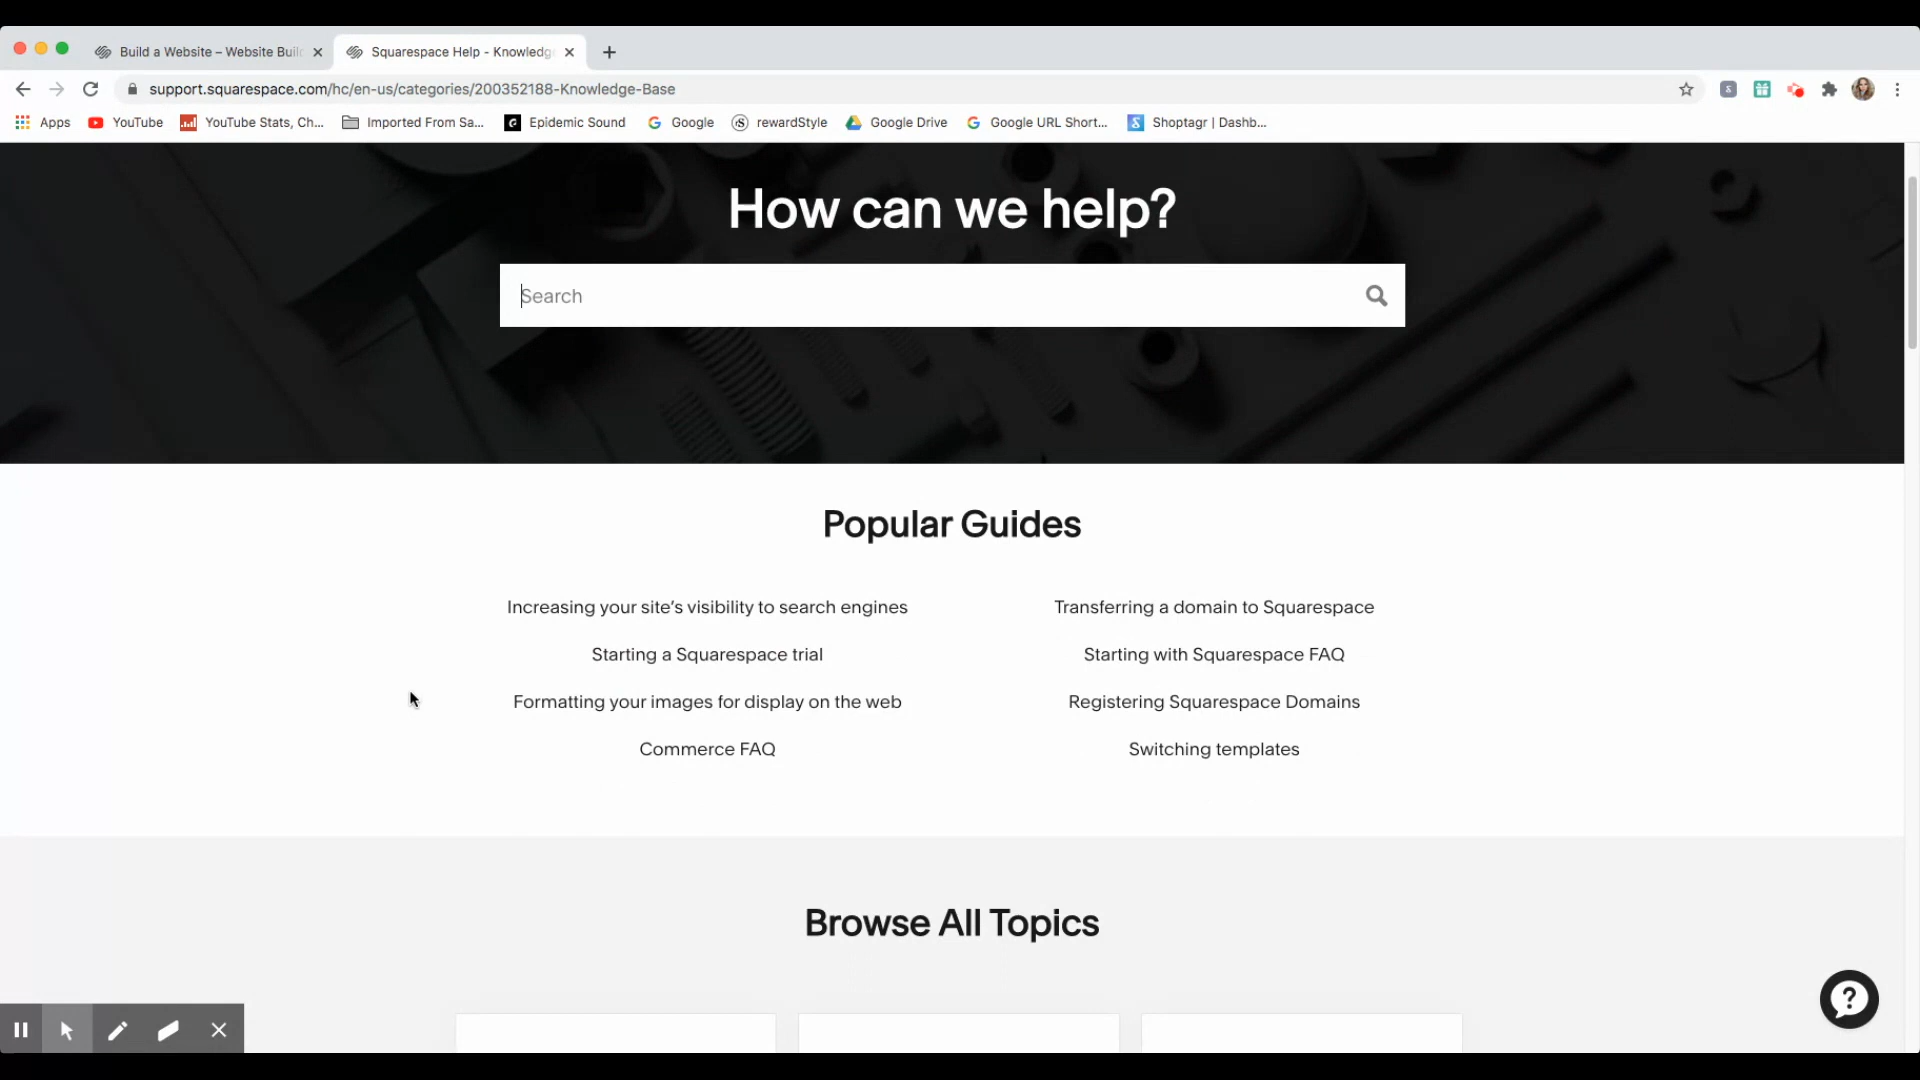 Build a Website – Website Buil
Squarespace Help - Knowledg
support.squarespace.com/hc/en-us/categories/200352188-Knowledge-Base
Apps YouTube YouTube Stats, Ch... Imported From Sa... Epidemic Sound Google rewardStyle Google Drive Google URL Short... Shoptagr | Dashb...
How can we help?
Search
Popular Guides
Increasing your site's visibility to search engines
Transferring a domain to Squarespace
Starting a Squarespace trial
Starting with Squarespace FAQ
Formatting your images for display on the web
Registering Squarespace Domains
Commerce FAQ
Switching templates
Browse All Topics